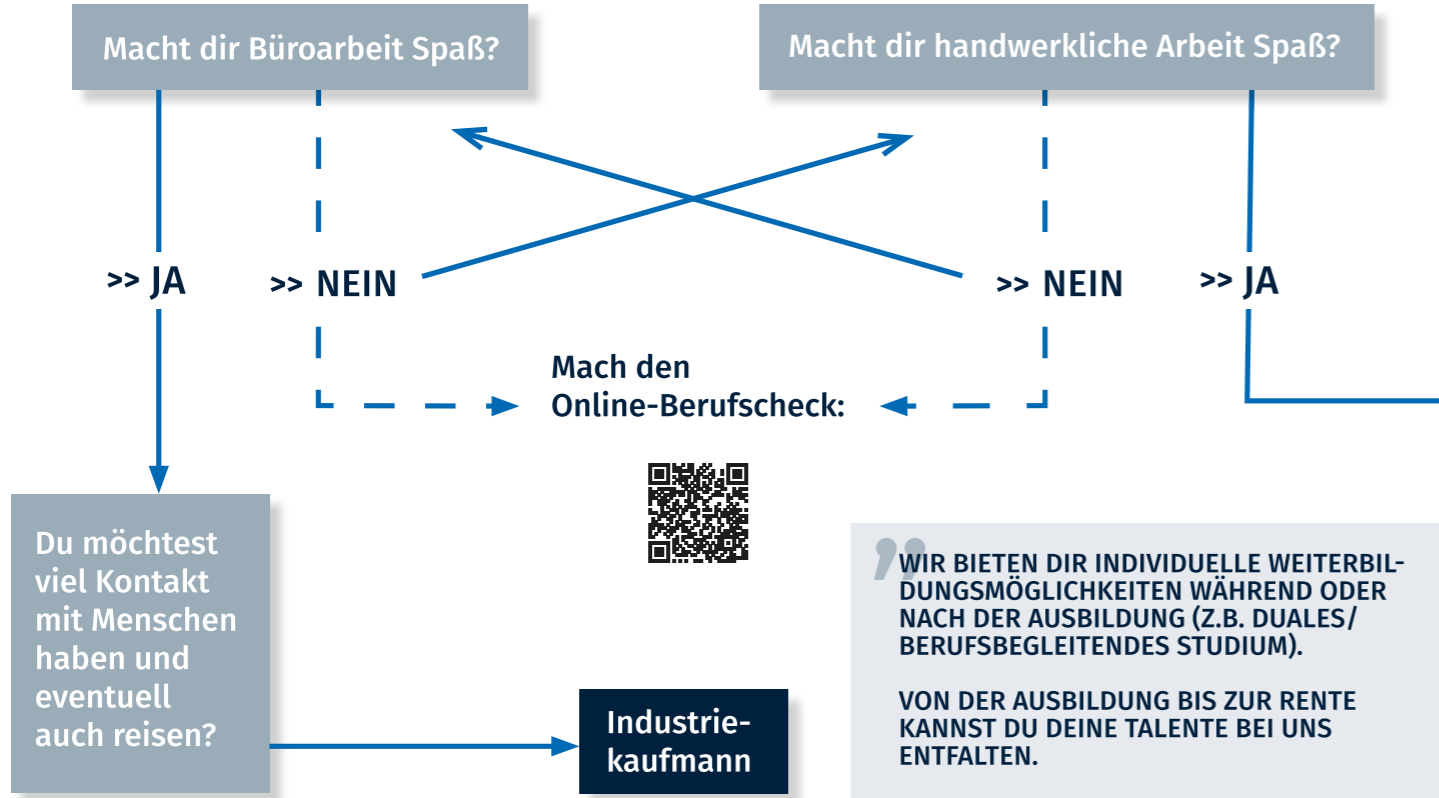 Macht dir Büroarbeit Spaß?
Macht dir handwerkliche Arbeit Spaß?
>> JA
>> NEIN
>> NEIN
>> JA
Mach den
Online-Berufscheck:
Du möchtest
viel Kontakt
mit Menschen
haben und
eventuell
auch reisen?
Industrie-
kaufmann
”
WIR BIETEN DIR INDIVIDUELLE WEITERBIL-
DUNGSMÖGLICHKEITEN WÄHREND ODER
NACH DER AUSBILDUNG (Z.B. DUALES/
BERUFSBEGLEITENDES STUDIUM).
VON DER AUSBILDUNG BIS ZUR RENTE
KANNST DU DEINE TALENTE BEI UNS
ENTFALTEN.